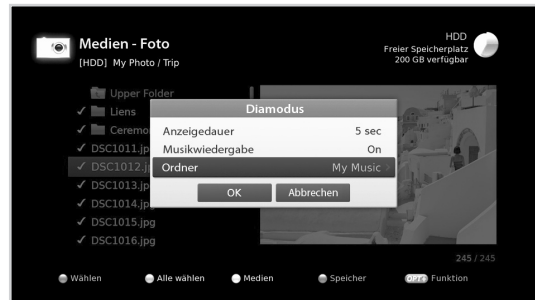 Medien - Foto
[HDD] My Photo / Trip
HDD
Freier Speicherplatz
200 GB verfügbar
Upper Folder
Liens
Diamodus
Anzeigedauer 5 sec
Musikwiedergabe On
Ordner My Music
OK Abbrechen
DSC1011.jp
DSC1012.jp
DSC1013.jp
DSC1014.jp
DSC1015.jpg
DSC1016.jpg
245 / 245
Wählen Alle wählen Medien Speicher OPT+ Funktion